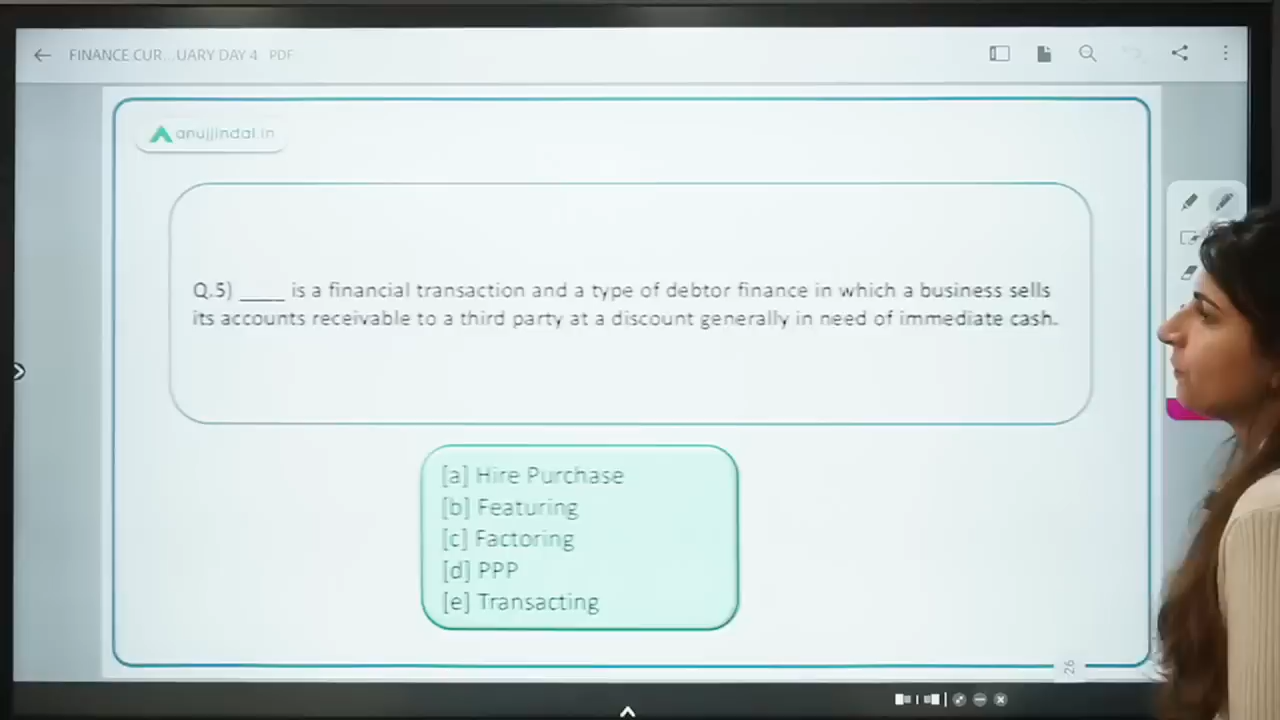 FINANCE CUR...UARY DAY 4 PDF
anujjindal.in
Q.5) ____ is a financial transaction and a type of debtor finance in which a business sells
its accounts receivable to a third party at a discount generally in need of immediate cash.
[a] Hire Purchase
[b] Featuring
[c] Factoring
[d] PPP
[e] Transacting
26